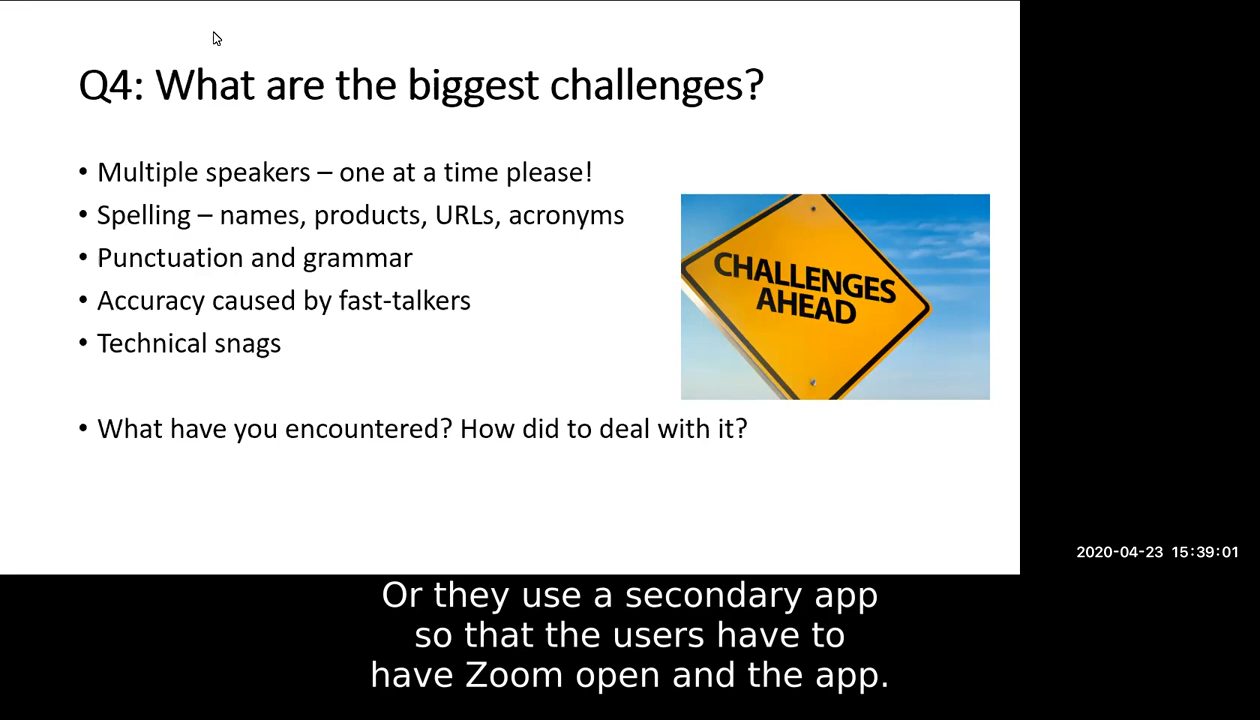 Q4: What are the biggest challenges?
• Multiple speakers – one at a time please!
• Spelling – names, products, URLs, acronyms
• Punctuation and grammar
• Accuracy caused by fast-talkers
• Technical snags
• What have you encountered? How did to deal with it?
CHALLENGES
AHEAD
2020-04-23 15:39:01
Or they use a secondary app
so that the users have to
have Zoom open and the app.